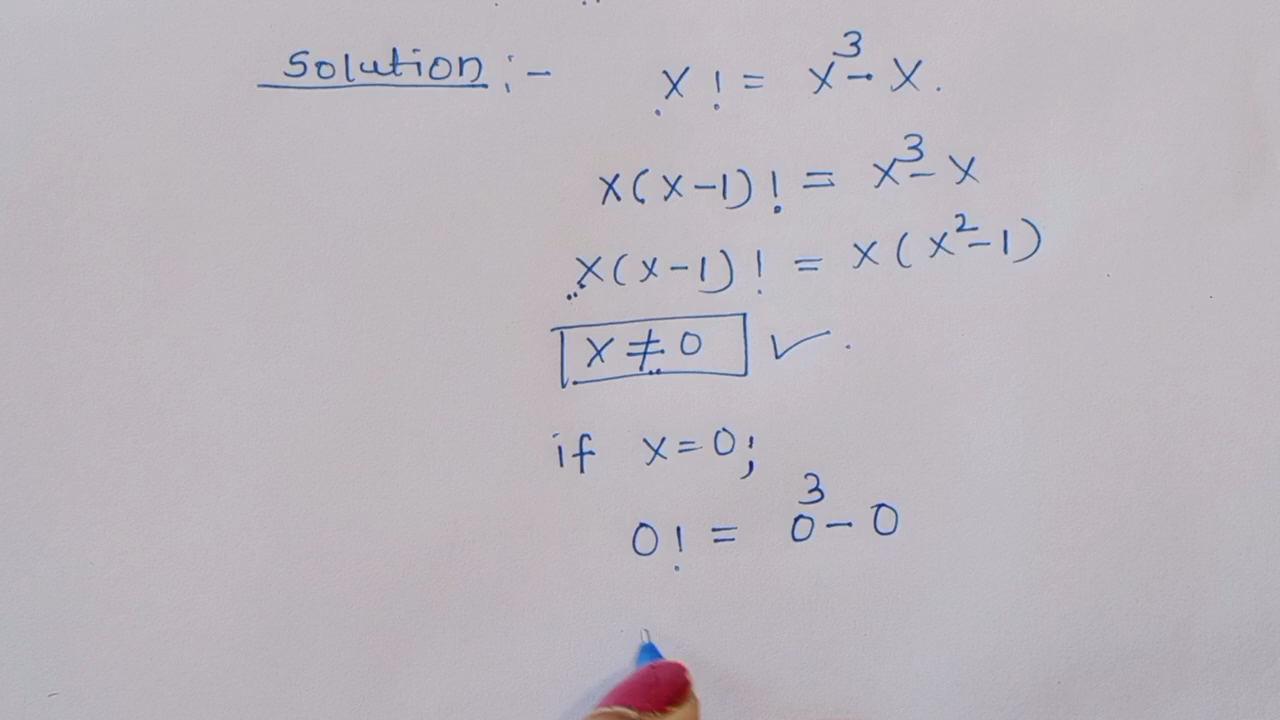 Solution :- x! = x³ - x.
x(x-1)! = x³ - x
x(x-1)! = x(x²-1)
x ≠ 0 ✓.
if x=0;
0! = 0³ - 0